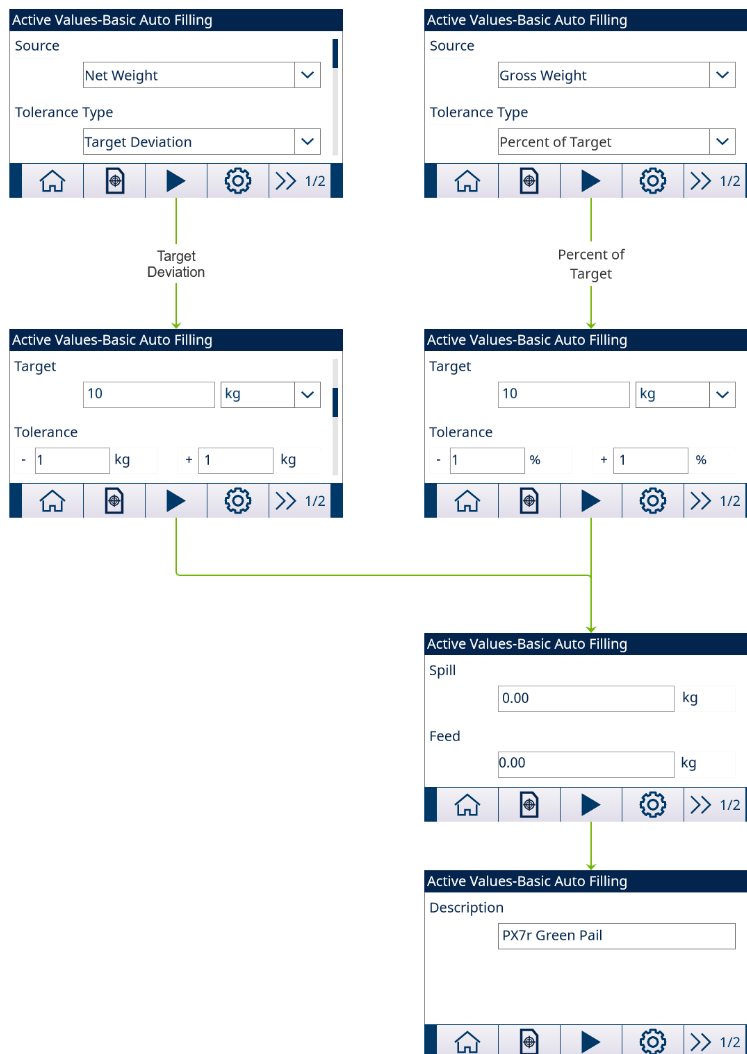 Active Values-Basic Auto Filling
Source
Net Weight
Tolerance Type
Target Deviation
1/2
Active Values-Basic Auto Filling
Source
Gross Weight
Tolerance Type
Percent of Target
1/2
Target
Deviation
Percent of
Target
Active Values-Basic Auto Filling
Target
10 kg
Tolerance
- 1 kg + 1 kg
1/2
Active Values-Basic Auto Filling
Target
10 kg
Tolerance
- 1 % + 1 %
1/2
Active Values-Basic Auto Filling
Spill
0.00 kg
Feed
0.00 kg
1/2
Active Values-Basic Auto Filling
Description
PX7r Green Pail
1/2